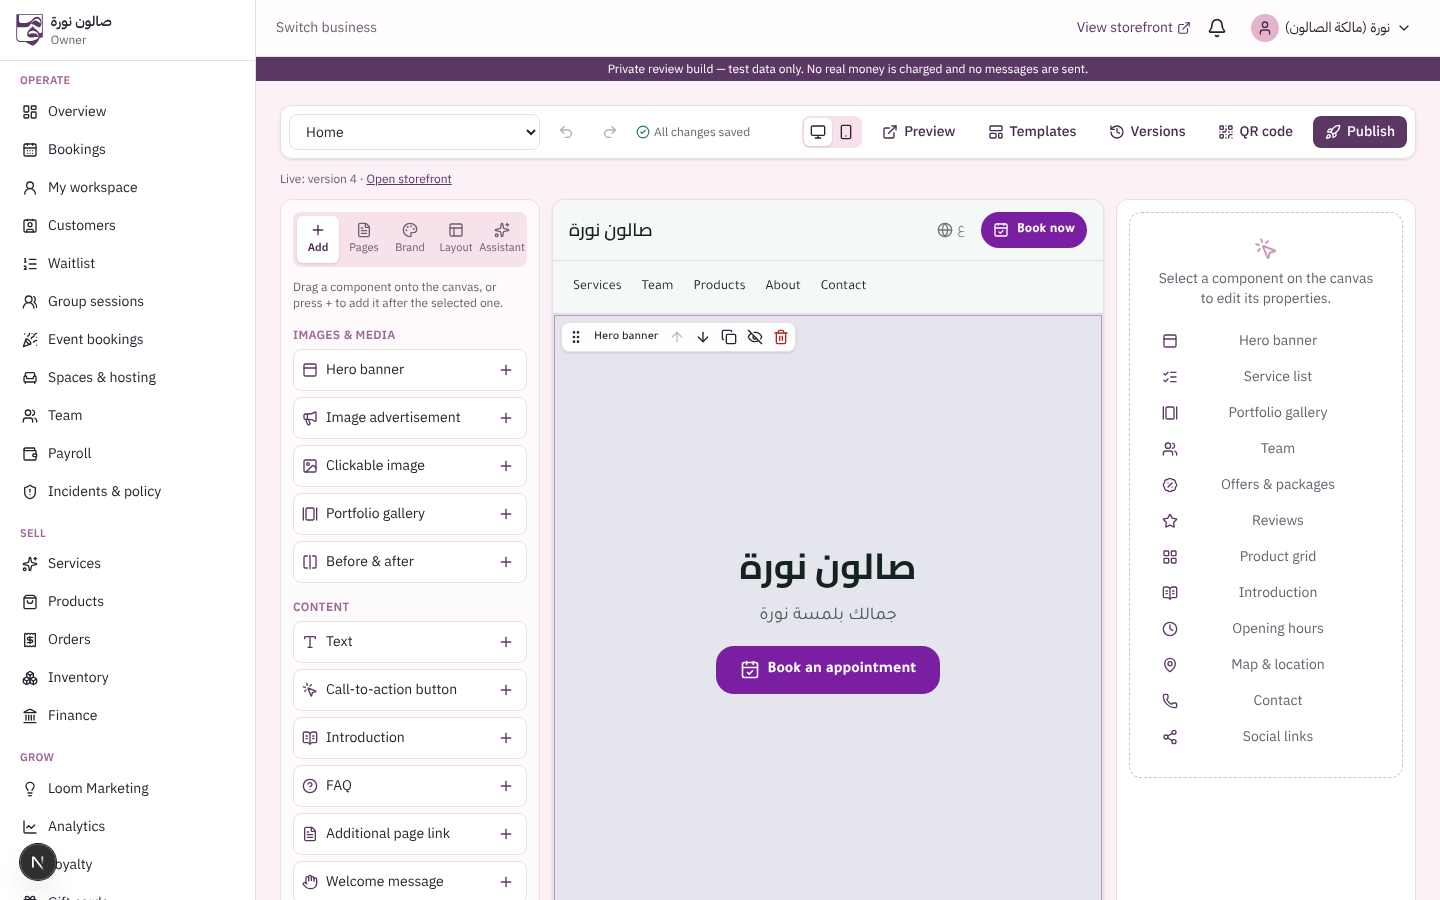 صالون نورة
Owner
OPERATE
Overview
Bookings
My workspace
Customers
Waitlist
Group sessions
Event bookings
Spaces & hosting
Team
Payroll
Incidents & policy
SELL
Services
Products
Orders
Inventory
Finance
GROW
Loom Marketing
Analytics
N
Switch business
View storefront
نورة (مالكة الصالون)
Private review build — test data only. No real money is charged and no messages are sent.
Home
All changes saved
Preview
Templates
Versions
QR code
Publish
Live: version 4 · Open storefront
Add
Pages
Brand
Layout
Assistant
Drag a component onto the canvas, or
press + to add it after the selected one.
IMAGES & MEDIA
Hero banner
Image advertisement
Clickable image
Portfolio gallery
Before & after
CONTENT
Text
Call-to-action button
Introduction
FAQ
Additional page link
Welcome message
صالون نورة
ع
Book now
Services
Team
Products
About
Contact
Hero banner
صالون نورة
جمالك بلمسة نورة
Book an appointment
Select a component on the canvas
to edit its properties.
Hero banner
Service list
Portfolio gallery
Team
Offers & packages
Reviews
Product grid
Introduction
Opening hours
Map & location
Contact
Social links